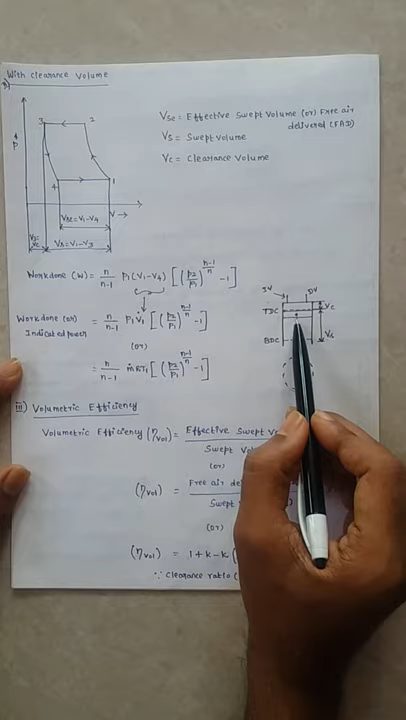 With clearance volume
3)
Vse = Effective Swept Volume (or) Free air
delivered (FAD)
Vs = Swept Volume
Vc = Clearance Volume
P
3 2
4 1
V
Vse=V1-V4
V3=
Vc
Vs=V1-V3
Workdone (W) = n/n-1 P1(V1-V4) [(P2/P1)^n-1/n -1]
Workdone (or) Indicated power = n/n-1 P1V̇1 [(P2/P1)^n-1/n -1]
(or)
= n/n-1 ṁRT1[(P2/P1)^n-1/n -1]
SV DV
TDC Vc
BDC Vs
iii) Volumetric Efficiency
Volumetric Efficiency (ηvol) = Effective Swept / Swept
(or)
(ηvol) = Free air / Swept
(or)
(ηvol) = 1+k-k(
∵ Clearance ratio (